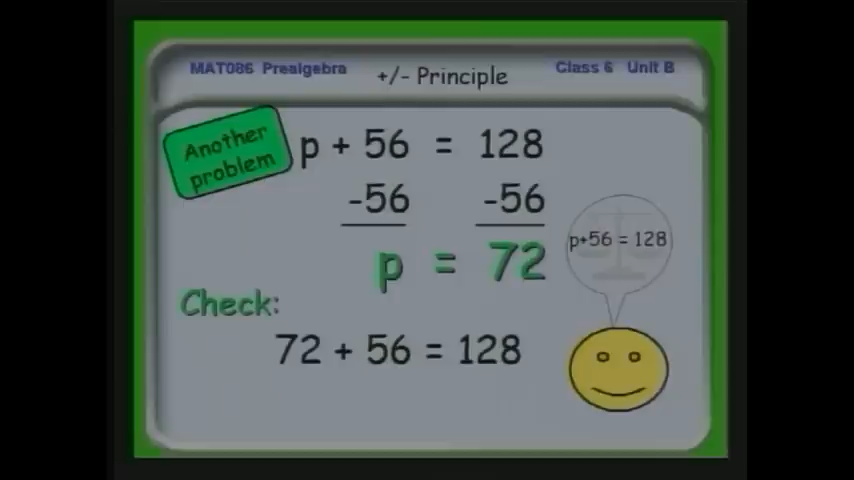 MAT086 Prealgebra
+/- Principle
Class 6 Unit B
Another
problem
p + 56 = 128
-56 -56
p = 72
p+56 = 128
Check:
72 + 56 = 128